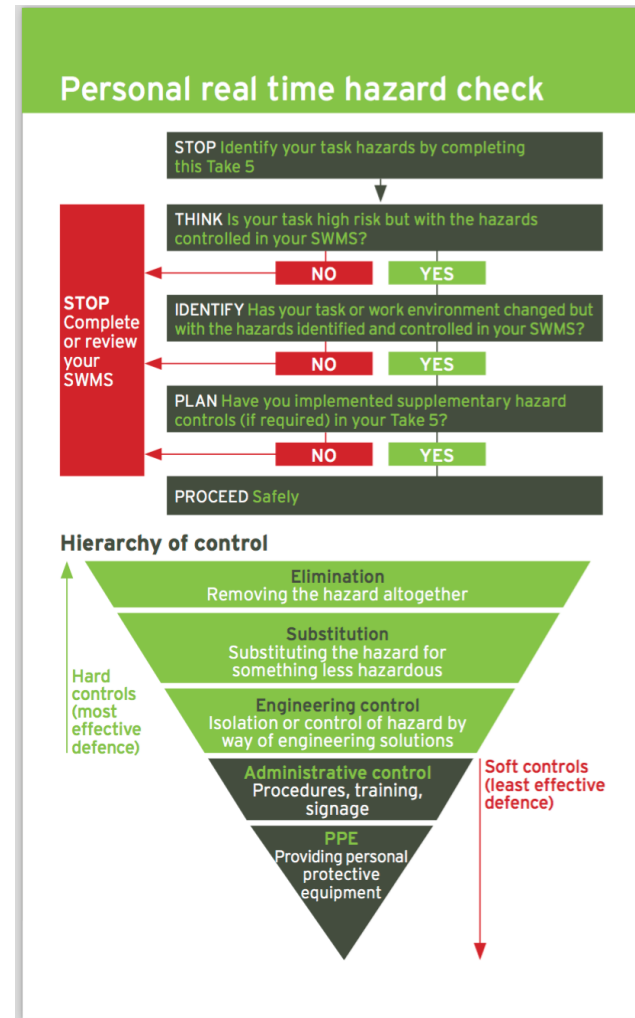 Personal real time hazard check
STOP Identify your task hazards by completing
this Take 5
THINK Is your task high risk but with the hazards
controlled in your SWMS?
NO
YES
IDENTIFY Has your task or work environment changed but
with the hazards identified and controlled in your SWMS?
NO
YES
PLAN Have you implemented supplementary hazard
controls (if required) in your Take 5?
NO
YES
PROCEED Safely
STOP
Complete
or review
your
SWMS
Hierarchy of control
Elimination
Removing the hazard altogether
Substitution
Substituting the hazard for
something less hazardous
Engineering control
Isolation or control of hazard by
way of engineering solutions
Administrative control
Procedures, training,
signage
PPE
Providing personal
protective
equipment
Hard
controls
(most
effective
defence)
Soft controls
(least effective
defence)